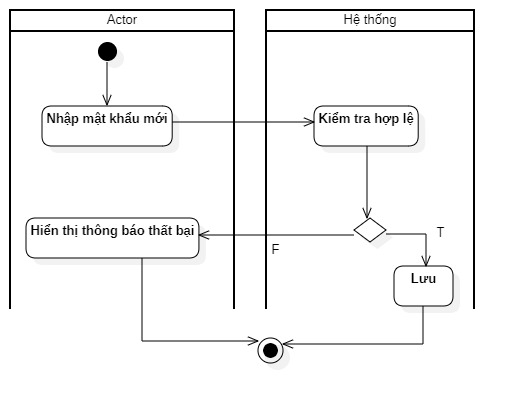 Actor
Hệ thống
Nhập mật khẩu mới
Kiểm tra hợp lệ
Hiển thị thông báo thất bại
F
T
Lưu